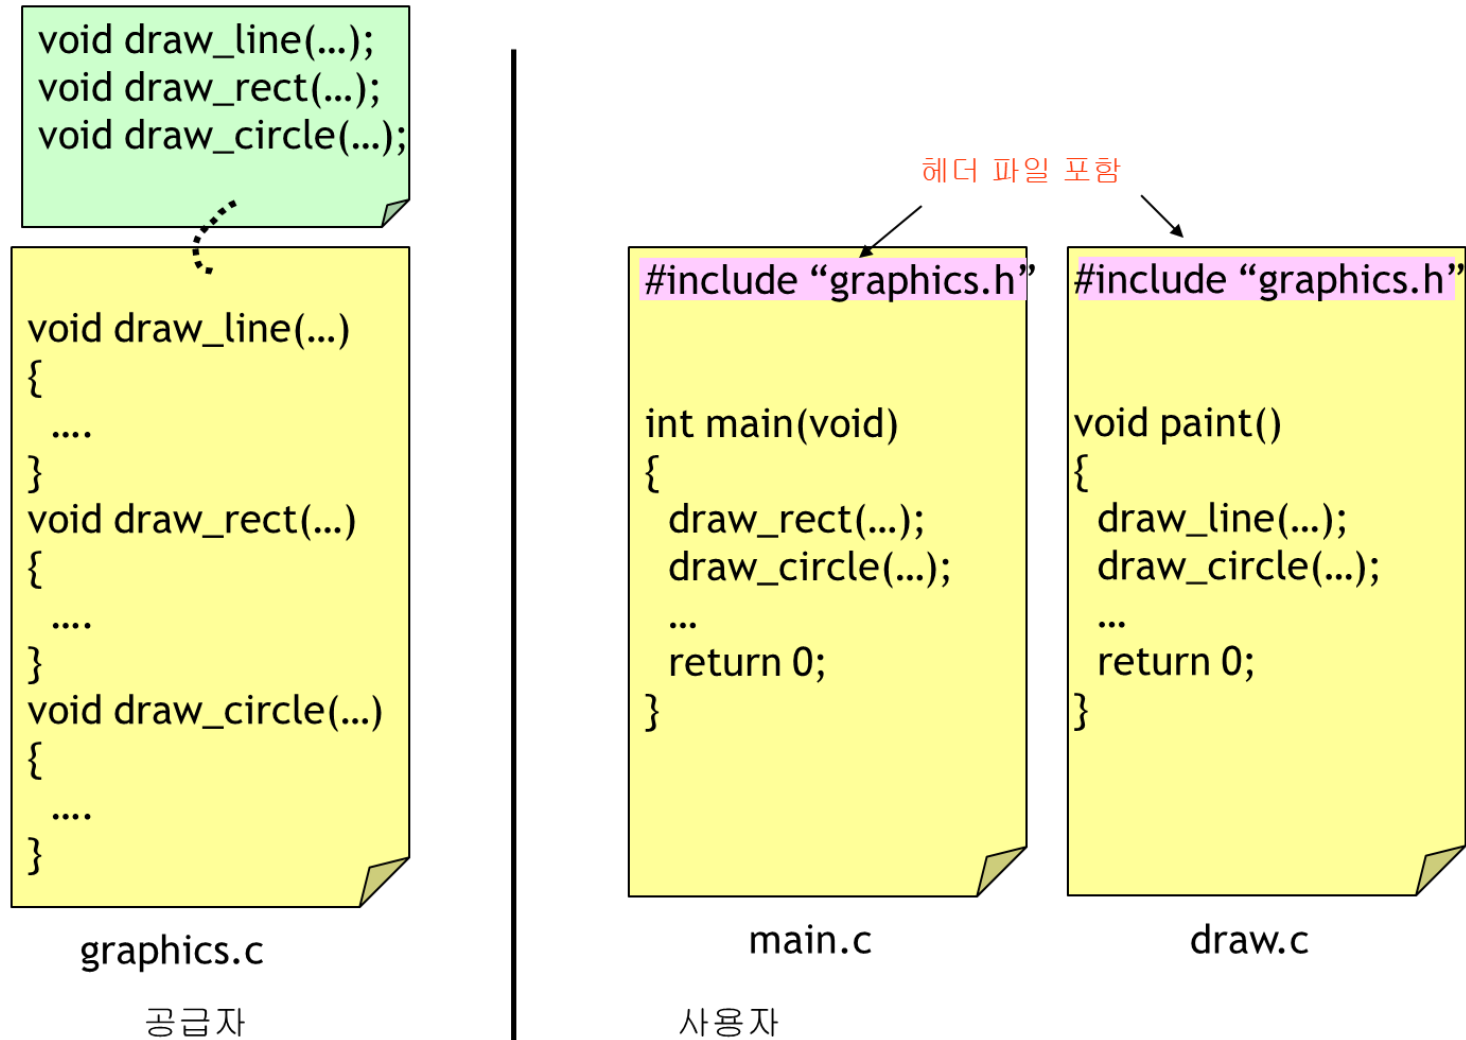 void draw_line(…);
void draw_rect(…);
void draw_circle(…);
void draw_line(…)
{
….
}
void draw_rect(…)
{
….
}
void draw_circle(…)
{
….
}
graphics.c
공급자
헤더 파일 포함
#include “graphics.h”
int main(void)
{
draw_rect(…);
draw_circle(…);
…
return 0;
}
main.c
사용자
#include “graphics.h”
void paint()
{
draw_line(…);
draw_circle(…);
…
return 0;
}
draw.c